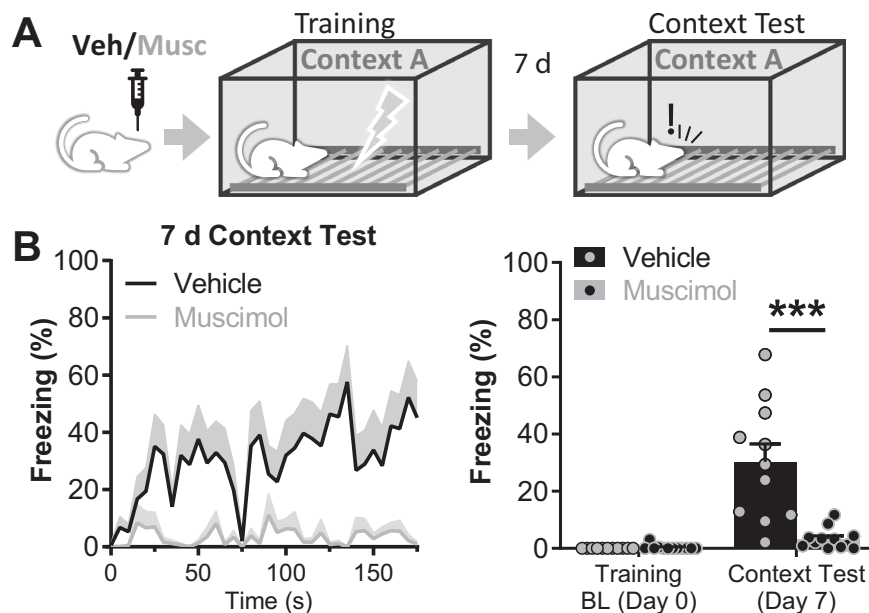 A
Veh/Musc
Training
Context A
7 d
Context Test
Context A
!
B
7 d Context Test
Freezing (%)
100
80
60
40
20
0
Vehicle
Muscimol
0
50
100
150
Time (s)
Freezing (%)
100
80
60
40
20
0
Vehicle
Muscimol
***
Training
BL (Day 0)
Context Test
(Day 7)